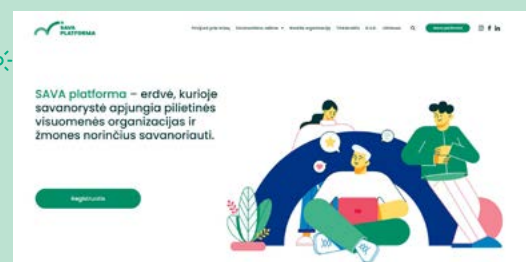 SAVA
PLATFORMA
SAVA platforma – erdvė, kurioje
savanorystė apjungia pilietinės
visuomenės organizacijas ir
žmones norinčius savanoriauti.
Registruotis